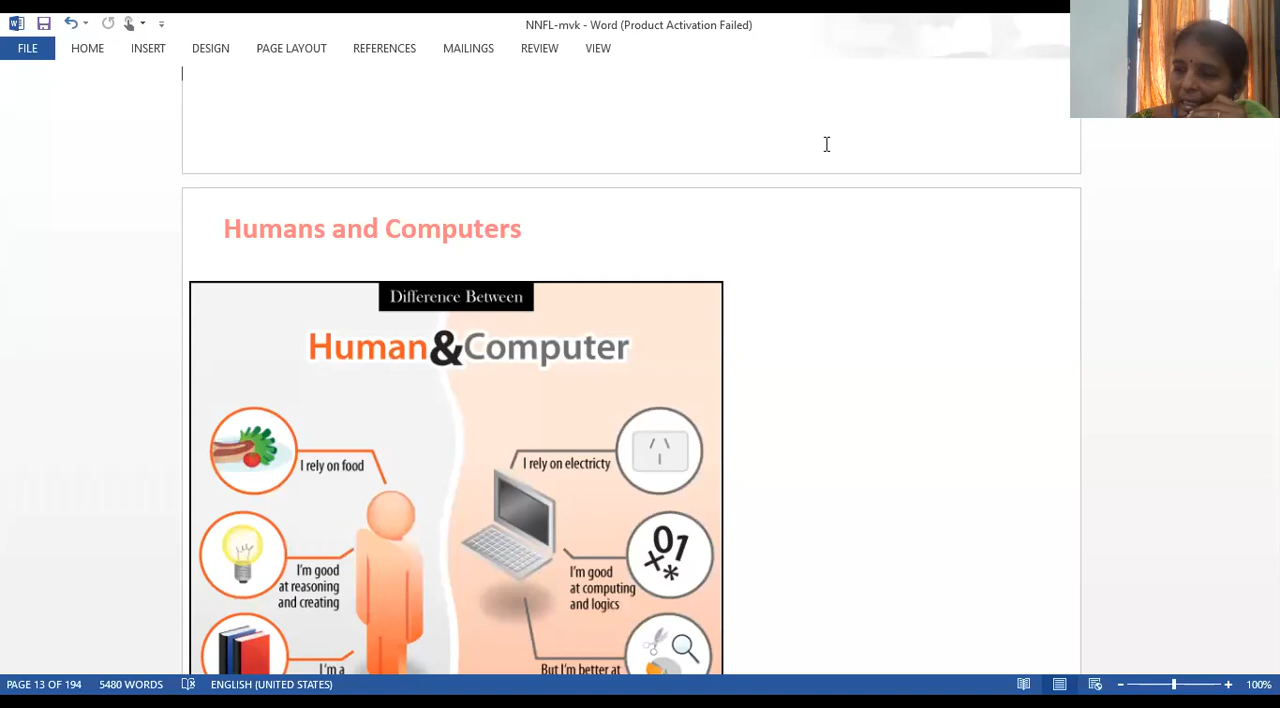 NNFL-mvk - Word (Product Activation Failed)
FILE HOME INSERT DESIGN PAGE LAYOUT REFERENCES MAILINGS REVIEW VIEW
Humans and Computers
Difference Between
Human&Computer
I rely on food
I rely on electricty
I'm good
at reasoning
and creating
I'm good
at computing
and logics
01
×*
I'm a
But I'm better at
PAGE 13 OF 194 5480 WORDS ENGLISH (UNITED STATES) 100%